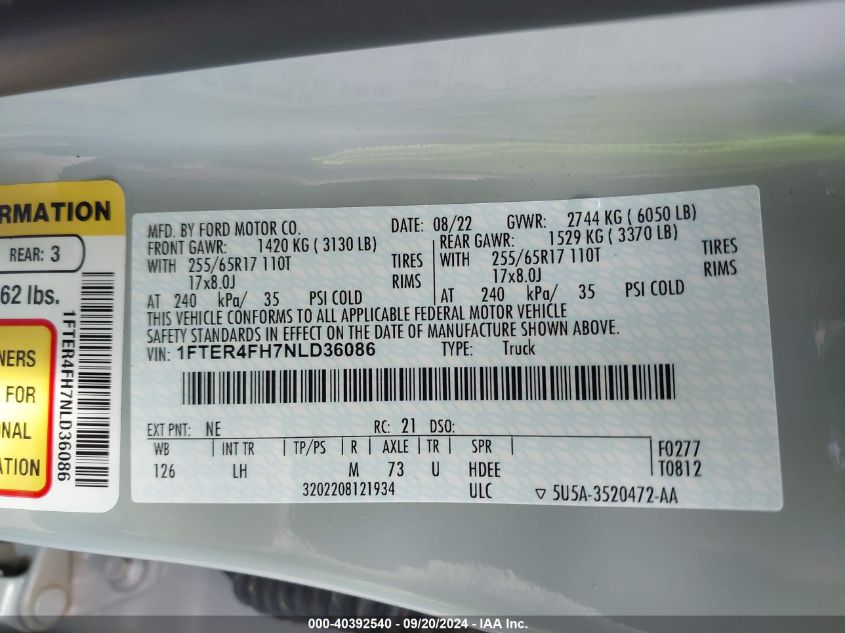 RMATION
REAR: 3
62 lbs.
NERS
FOR
NAL
ATION
1FTER4FH7NLD36086
MFD. BY FORD MOTOR CO. DATE: 08/22 GVWR: 2744 KG ( 6050 LB)
FRONT GAWR: 1420 KG ( 3130 LB) REAR GAWR: 1529 KG ( 3370 LB)
WITH 255/65R17 110T TIRES WITH 255/65R17 110T TIRES
17x8.0J RIMS 17x8.0J RIMS
AT 240 kPa/ 35 PSI COLD AT 240 kPa/ 35 PSI COLD
THIS VEHICLE CONFORMS TO ALL APPLICABLE FEDERAL MOTOR VEHICLE
SAFETY STANDARDS IN EFFECT ON THE DATE OF MANUFACTURE SHOWN ABOVE.
VIN: 1FTER4FH7NLD36086 TYPE: Truck
EXT PNT: NE RC: 21 DSO:
WB INT TR TP/PS R AXLE TR SPR F0277
126 LH M 73 U HDEE T0812
3202208121934 ULC ▽ 5U5A-3520472-AA
000-40392540 - 09/20/2024 - IAA Inc.